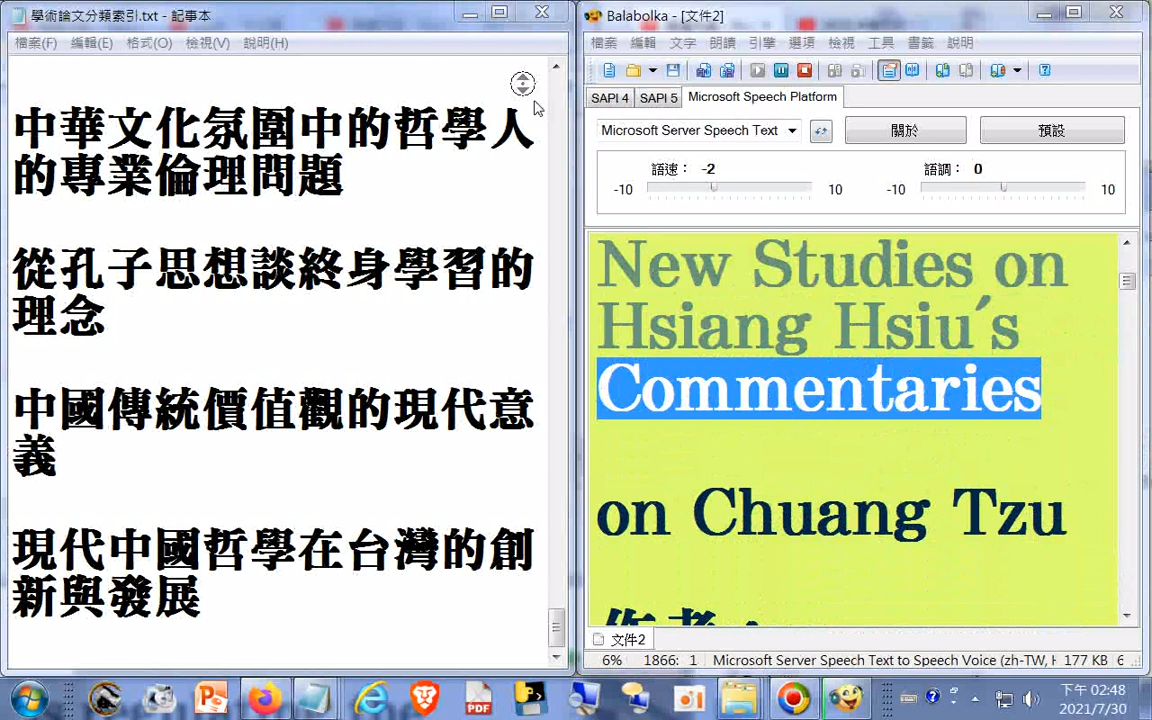 學術論文分類索引.txt - 記事本
檔案(F) 編輯(E) 格式(O) 檢視(V) 說明(H)
中華文化氛圍中的哲學人
的專業倫理問題
從孔子思想談終身學習的
理念
中國傳統價值觀的現代意
義
現代中國哲學在台灣的創
新與發展
Balabolka - [文件2]
檔案 編輯 文字 朗讀 引擎 選項 檢視 工具 書籤 說明
SAPI 4 SAPI 5 Microsoft Speech Platform
Microsoft Server Speech Text 關於 預設
語速： -2 語調： 0
-10 10 -10 10
New Studies on
Hsiang Hsiu's
Commentaries
on Chuang Tzu
作者：
文件2
6% 1866: 1 Microsoft Server Speech Text to Speech Voice (zh-TW, H 177 KB 6
PDF
下午 02:48
2021/7/30